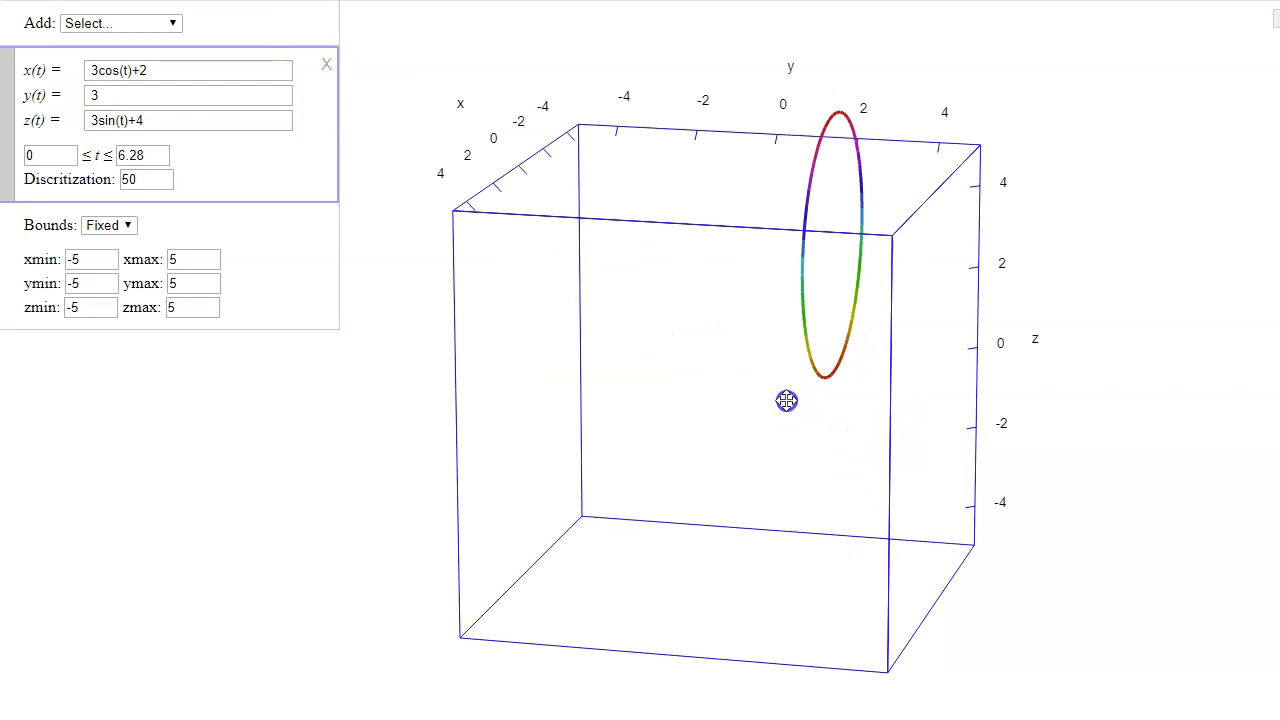 Add: Select...
x(t) = 3cos(t)+2
X
y(t) = 3
z(t) = 3sin(t)+4
0 ≤ t ≤ 6.28
Discritization: 50
Bounds: Fixed
xmin: -5 xmax: 5
ymin: -5 ymax: 5
zmin: -5 zmax: 5
y
-4 -2 0 2 4
x
-4
-2
0
2
4
4
2
0
z
-2
-4